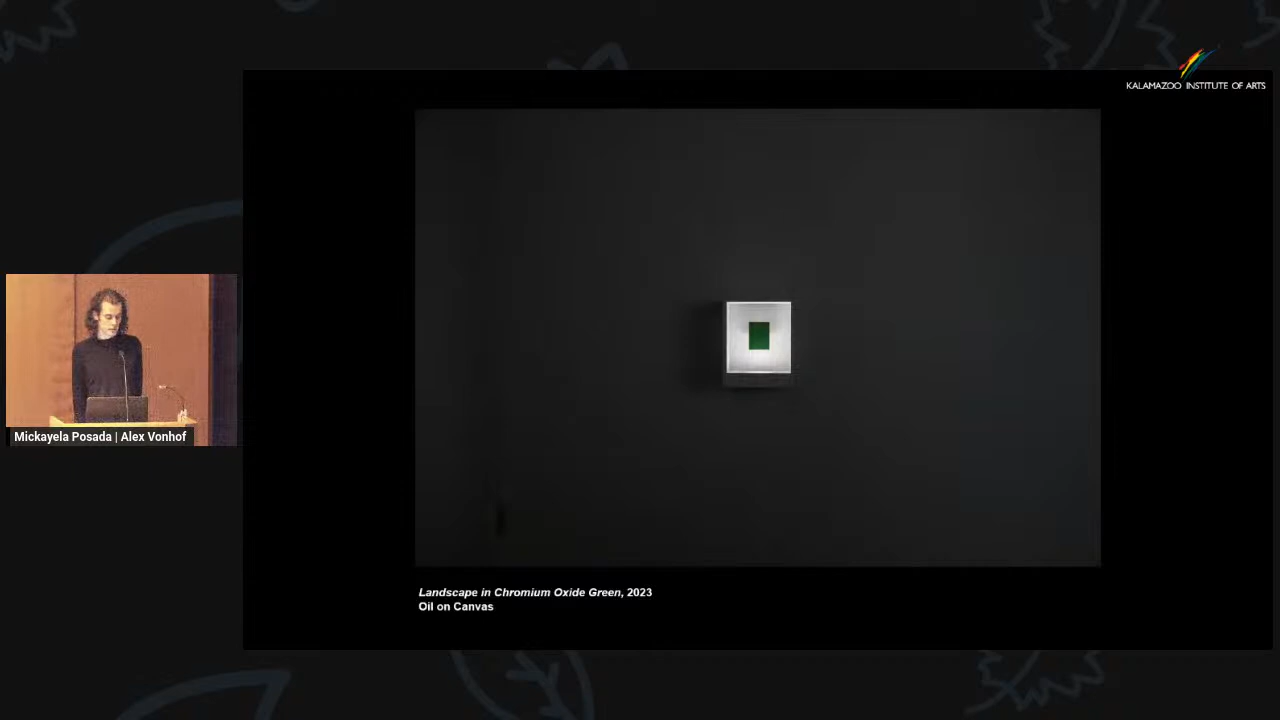 KALAMAZOO INSTITUTE OF ARTS
Mickayela Posada | Alex Vonhof
Landscape in Chromium Oxide Green, 2023
Oil on Canvas